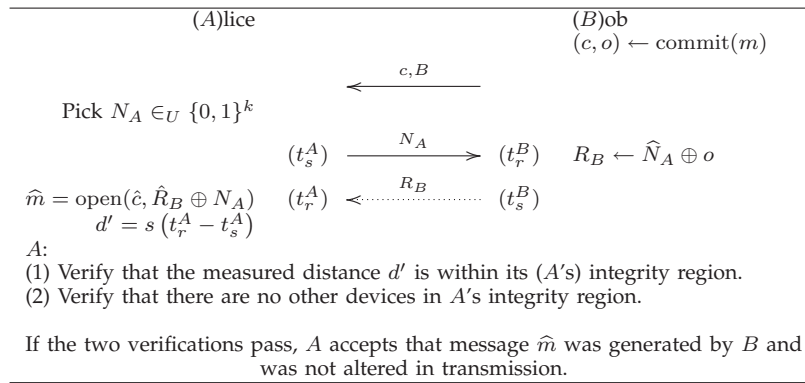 (A)lice (B)ob
(c, o) ← commit(m)
c,B
Pick N_A ∈_U {0, 1}^k
(t_s^A) N_A (t_r^B) R_B ← N̂_A ⊕ o
m̂ = open(ĉ, R̂_B ⊕ N_A) (t_r^A) R_B (t_s^B)
d′ = s (t_r^A − t_s^A)
A:
(1) Verify that the measured distance d′ is within its (A's) integrity region.
(2) Verify that there are no other devices in A's integrity region.
If the two verifications pass, A accepts that message m̂ was generated by B and
was not altered in transmission.